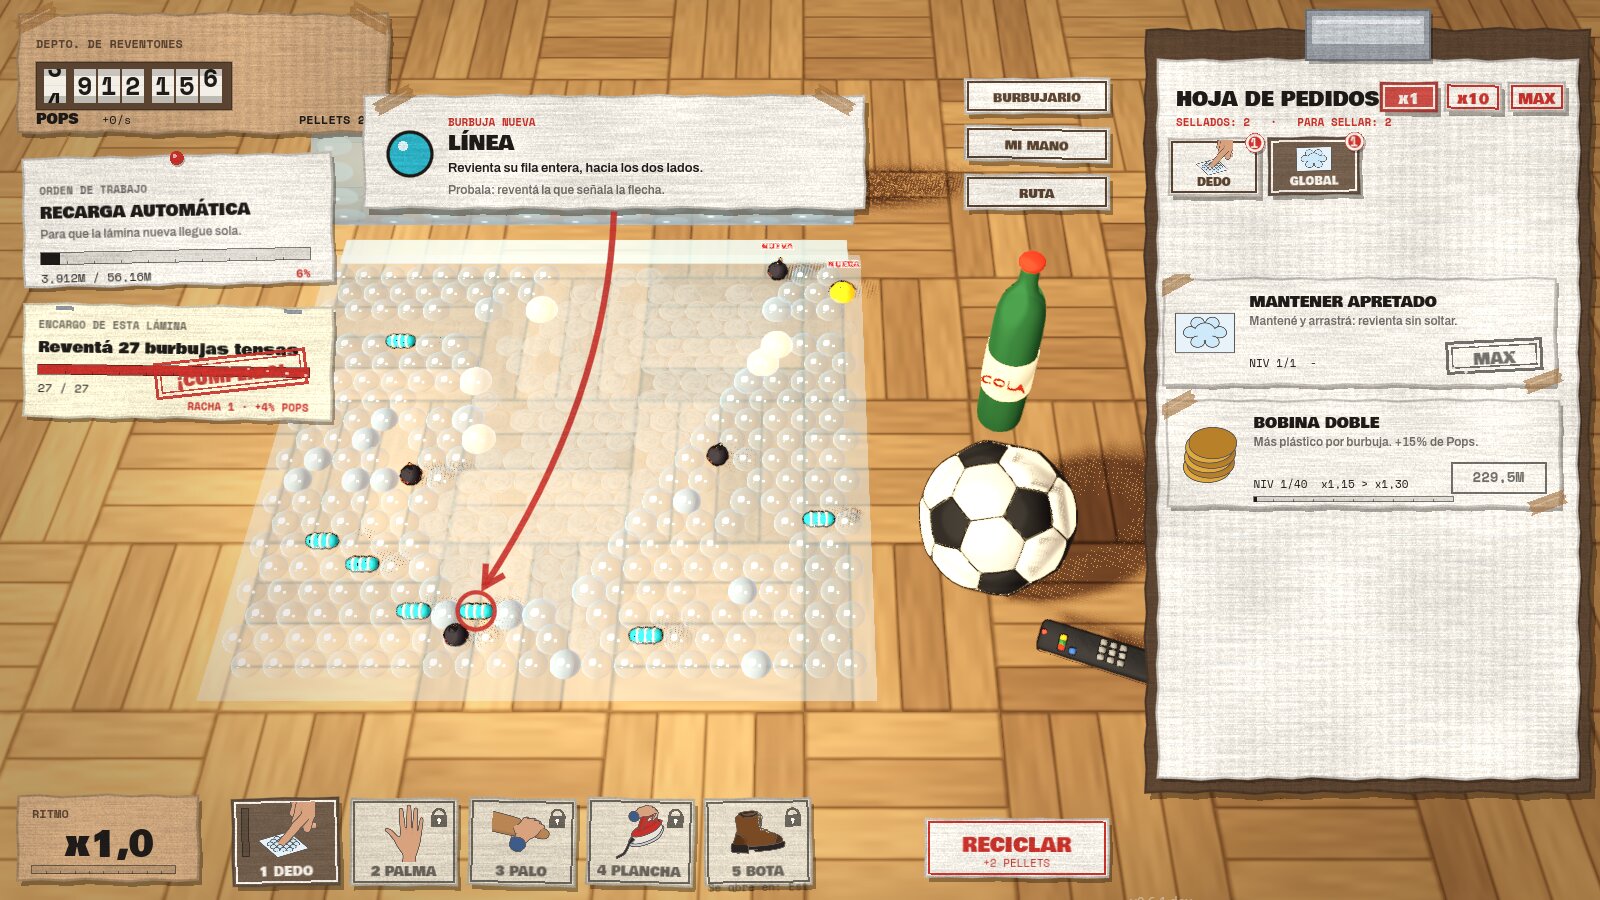 DEPTO. DE REVENTONES
912 156
POPS +0/s PELLETS 2
ORDEN DE TRABAJO
RECARGA AUTOMÁTICA
Para que la lámina nueva llegue sola.
3.912M / 56.16M 6%
ENCARGO DE ESTA LÁMINA
Reventá 27 burbujas tensas
27 / 27
RACHA 1 · +4% POPS
BURBUJA NUEVA
LÍNEA
Revienta su fila entera, hacia los dos lados.
Probala: reventá la que señala la flecha.
NUEVA
NUEVA
BURBUJARIO
MI MANO
RUTA
COLA
HOJA DE PEDIDOS
x1
x10
MAX
SELLADOS: 2 · PARA SELLAR: 2
1
DEDO
1
GLOBAL
MANTENER APRETADO
Mantené y arrastrá: revienta sin soltar.
NIV 1/1 -
MAX
BOBINA DOBLE
Más plástico por burbuja. +15% de Pops.
NIV 1/40 x1,15 > x1,30
229,5M
RITMO
x1,0
1 DEDO
2 PALMA
3 PALO
4 PLANCHA
5 BOTA
RECICLAR
+2 PELLETS